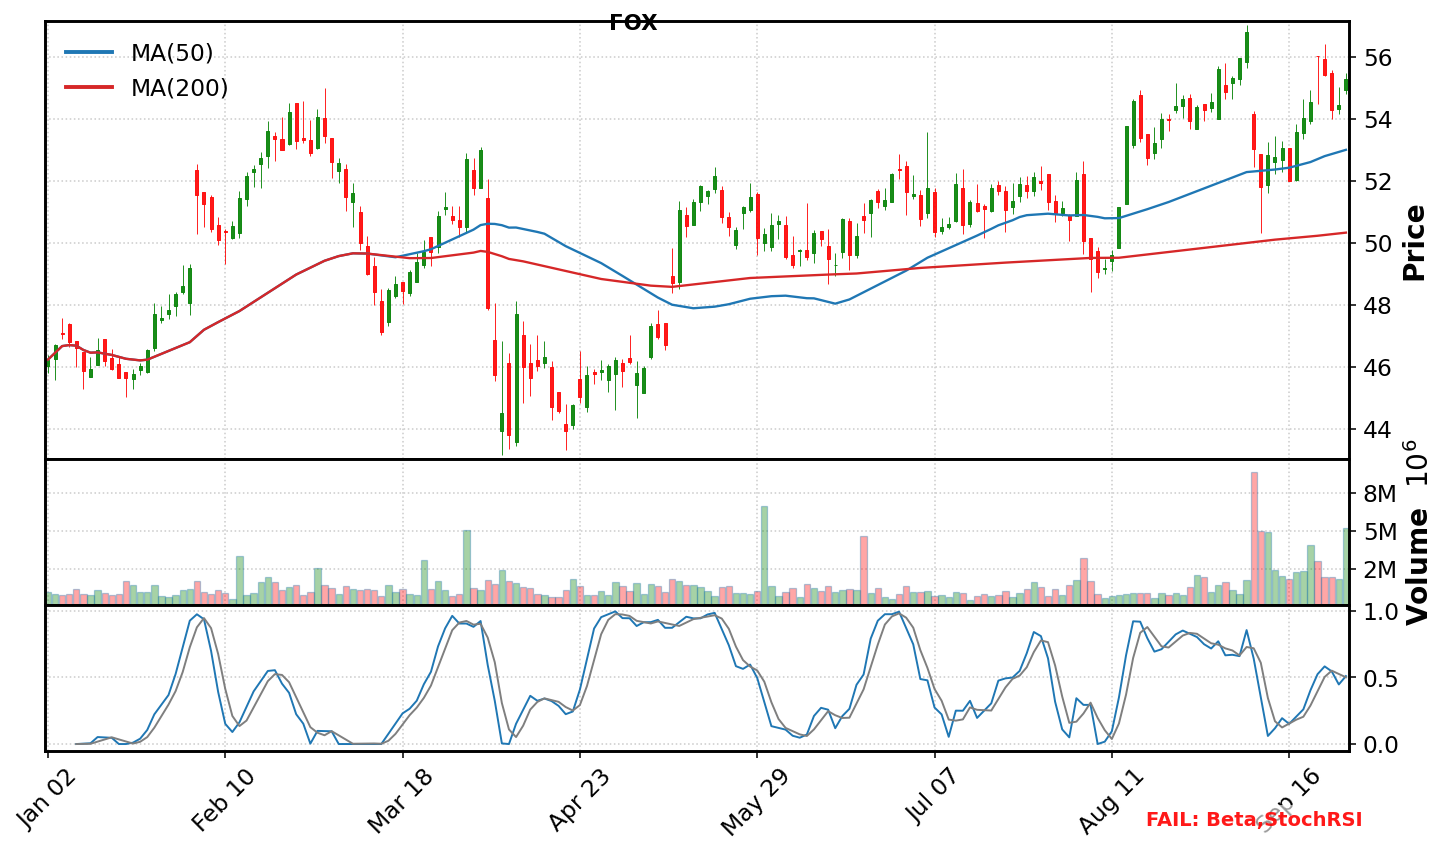 FOX
MA(50)
MA(200)
56
54
52
50
48
46
44
Price
8M
5M
2M
Volume 10^6
1.0
0.5
0.0
Jan 02
Feb 10
Mar 18
Apr 23
May 29
Jul 07
Aug 11
Sep 16
FAIL: Beta,StochRSI